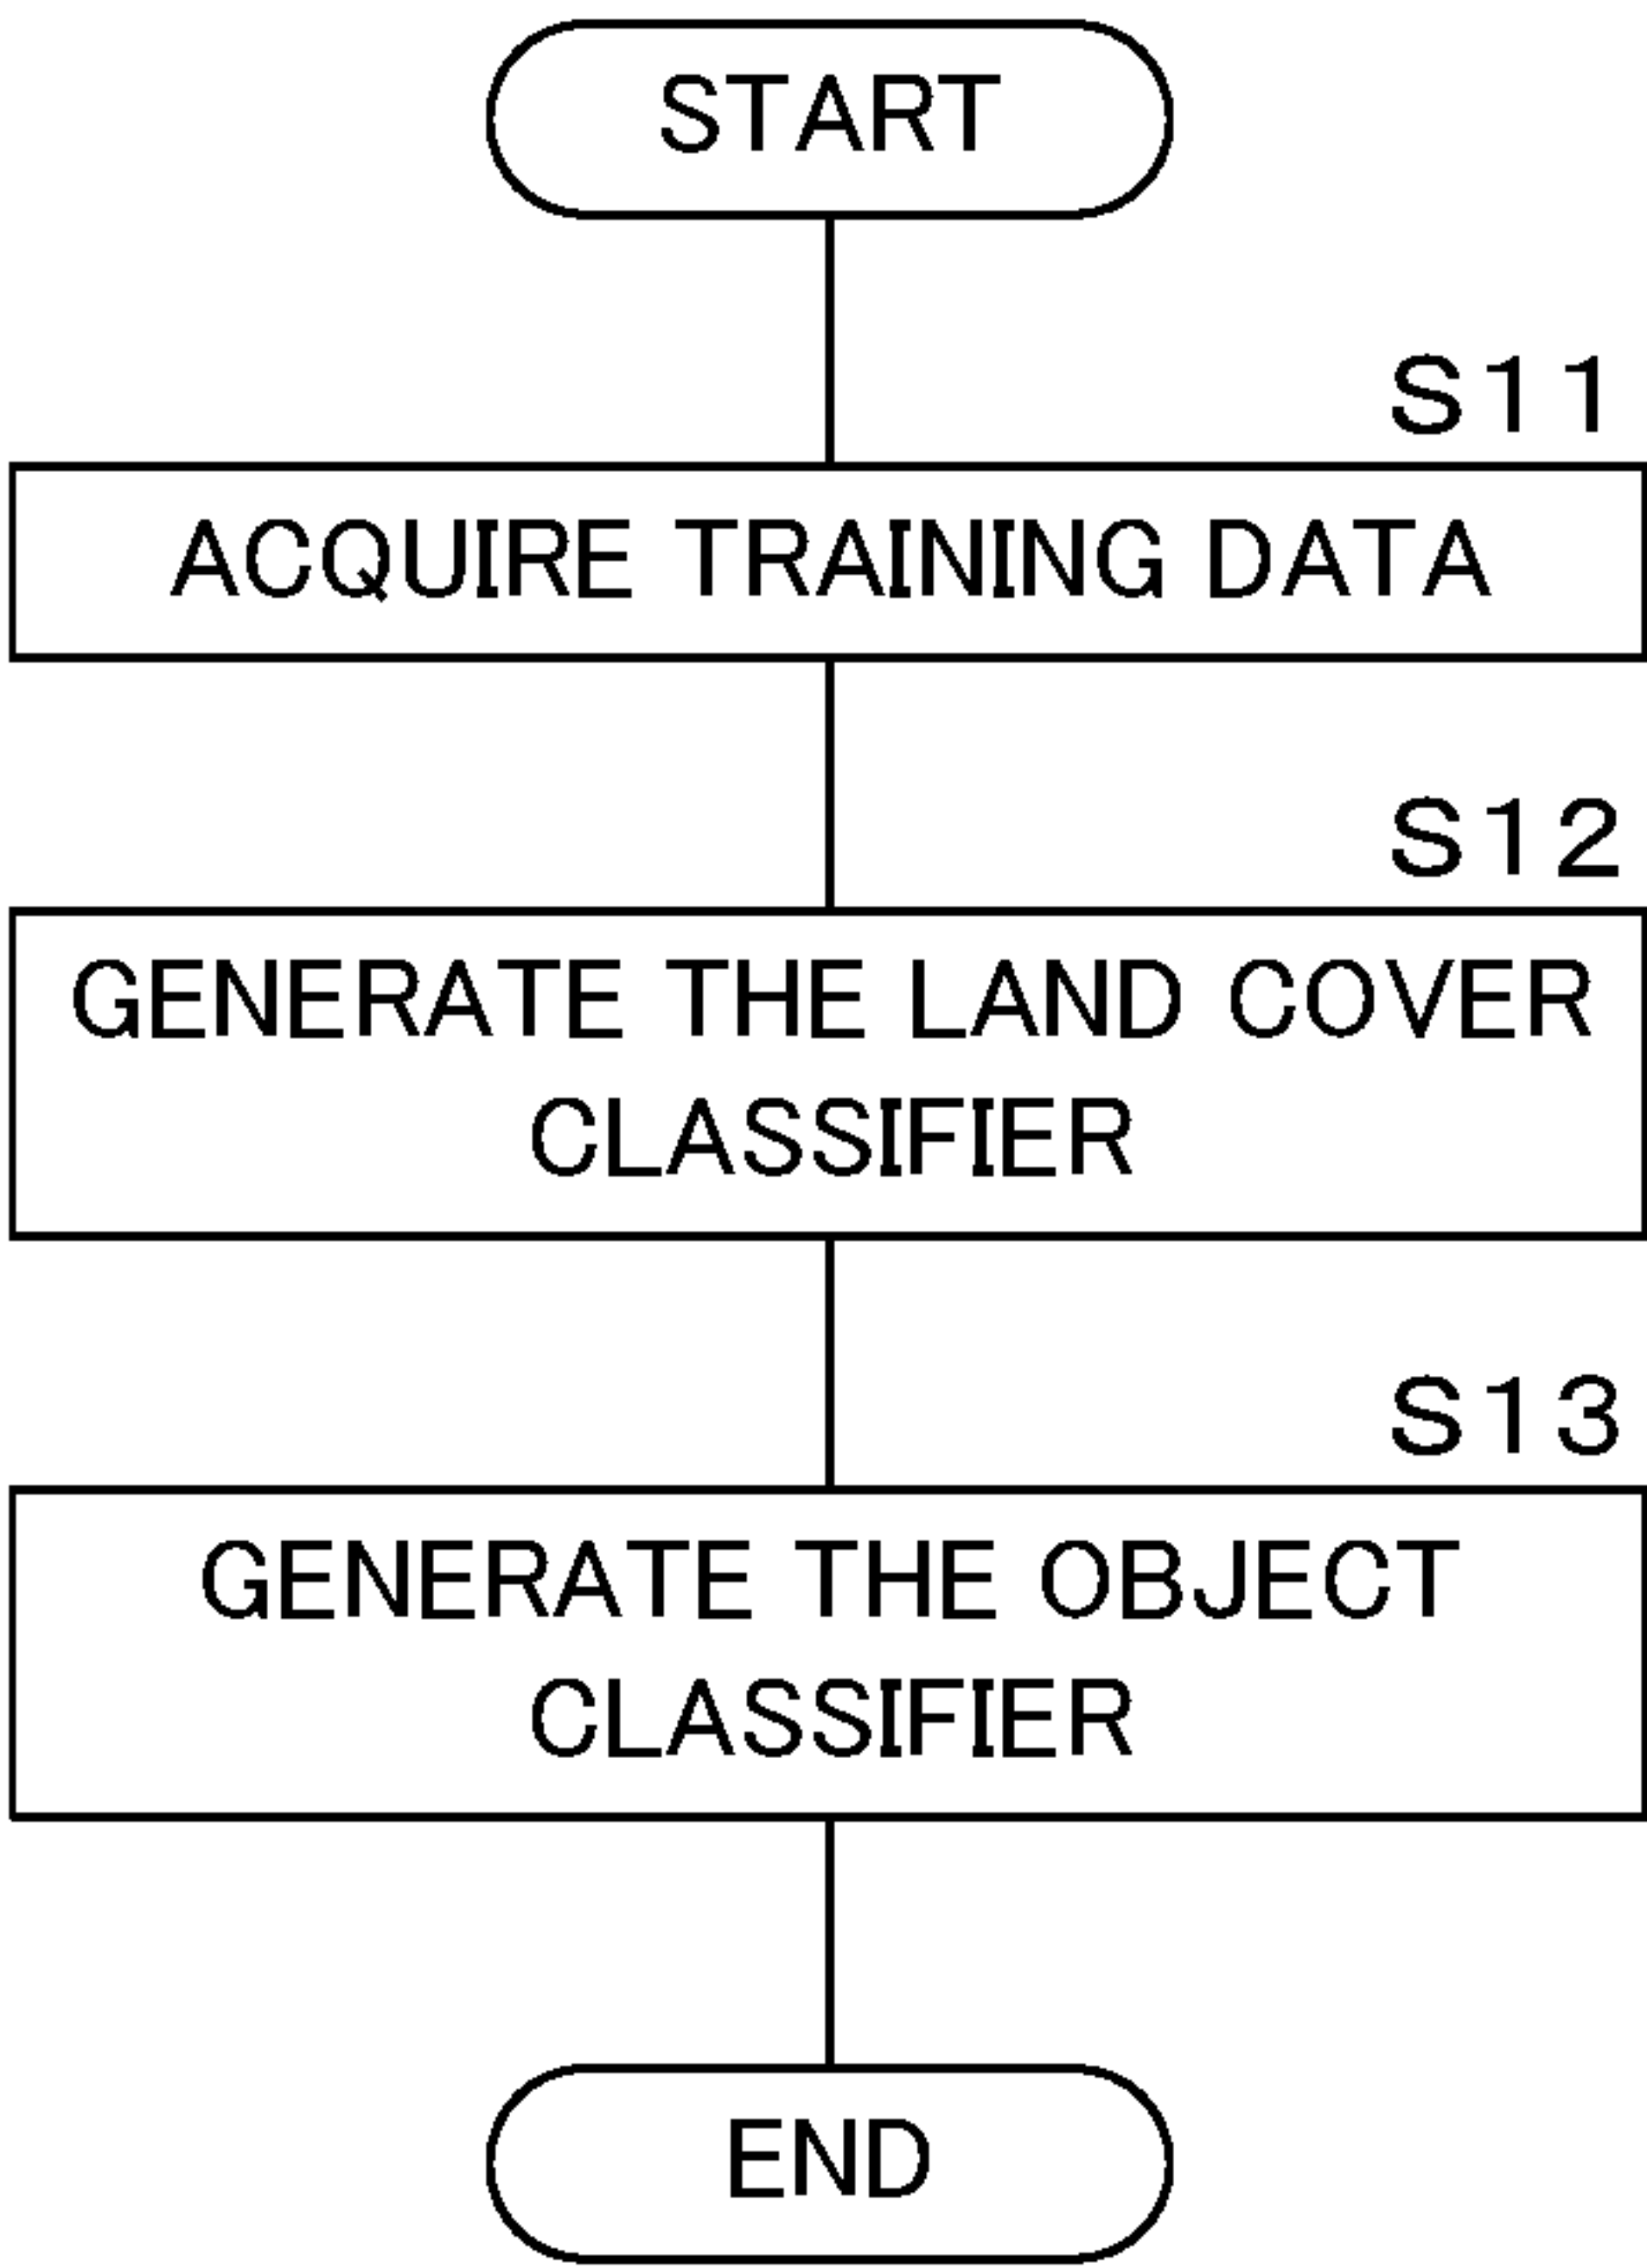 START
S11
ACQUIRE TRAINING DATA
S12
GENERATE THE LAND COVER
CLASSIFIER
S13
GENERATE THE OBJECT
CLASSIFIER
END